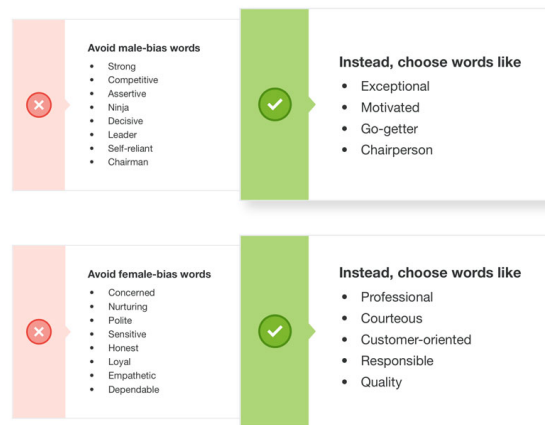 Avoid male-bias words
Strong
Competitive
Assertive
Ninja
Decisive
Leader
Self-reliant
Chairman
Instead, choose words like
Exceptional
Motivated
Go-getter
Chairperson
Avoid female-bias words
Concerned
Nurturing
Polite
Sensitive
Honest
Loyal
Empathetic
Dependable
Instead, choose words like
Professional
Courteous
Customer-oriented
Responsible
Quality